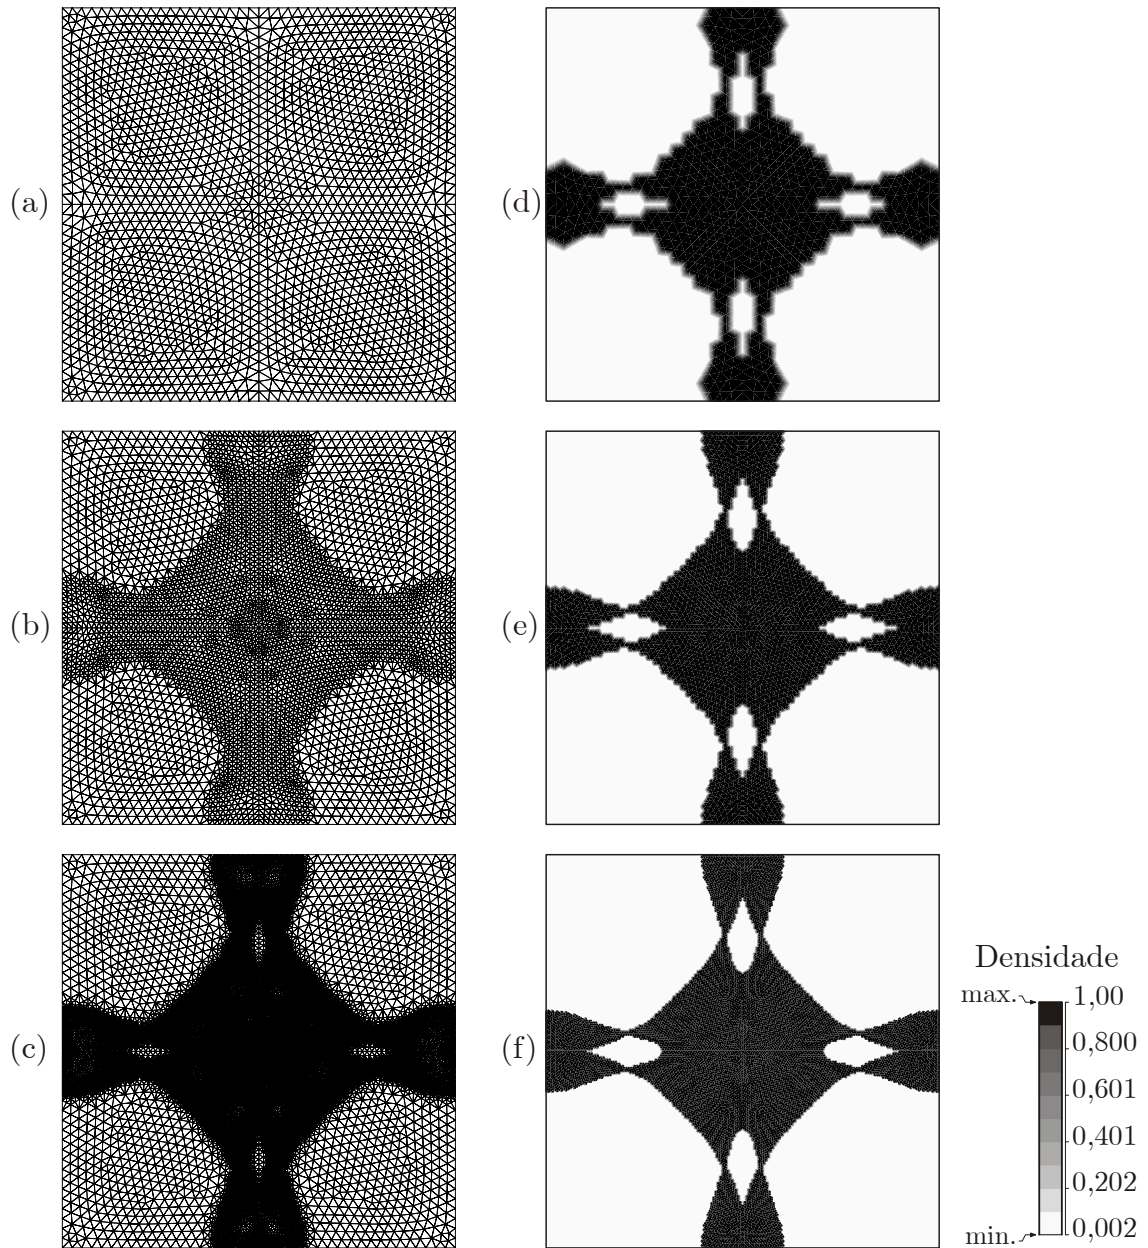 (a)
(d)
(b)
(e)
(c)
(f)
Densidade
max.
1,00
0,800
0,601
0,401
0,202
min.
0,002